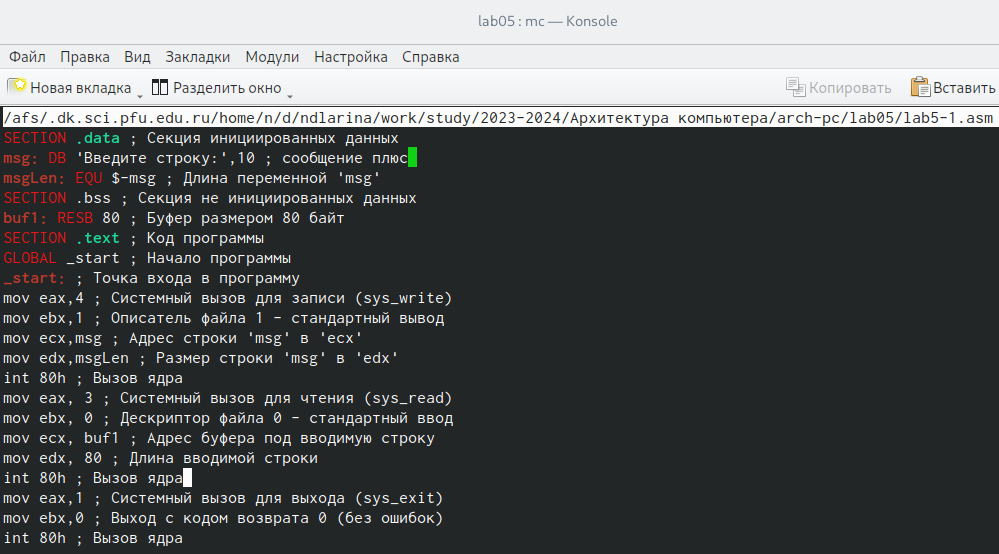 lab05 : mc — Konsole
Файл Правка Вид Закладки Модули Настройка Справка
Новая вкладка Разделить окно Копировать Вставить
/afs/.dk.sci.pfu.edu.ru/home/n/d/ndlarina/work/study/2023-2024/Архитектура компьютера/arch-pc/lab05/lab5-1.asm
SECTION .data ; Секция инициированных данных
msg: DB 'Введите строку:',10 ; сообщение плюс
msgLen: EQU $-msg ; Длина переменной 'msg'
SECTION .bss ; Секция не инициированных данных
buf1: RESB 80 ; Буфер размером 80 байт
SECTION .text ; Код программы
GLOBAL _start ; Начало программы
_start: ; Точка входа в программу
mov eax,4 ; Системный вызов для записи (sys_write)
mov ebx,1 ; Описатель файла 1 - стандартный вывод
mov ecx,msg ; Адрес строки 'msg' в 'ecx'
mov edx,msgLen ; Размер строки 'msg' в 'edx'
int 80h ; Вызов ядра
mov eax, 3 ; Системный вызов для чтения (sys_read)
mov ebx, 0 ; Дескриптор файла 0 - стандартный ввод
mov ecx, buf1 ; Адрес буфера под вводимую строку
mov edx, 80 ; Длина вводимой строки
int 80h ; Вызов ядра
mov eax,1 ; Системный вызов для выхода (sys_exit)
mov ebx,0 ; Выход с кодом возврата 0 (без ошибок)
int 80h ; Вызов ядра